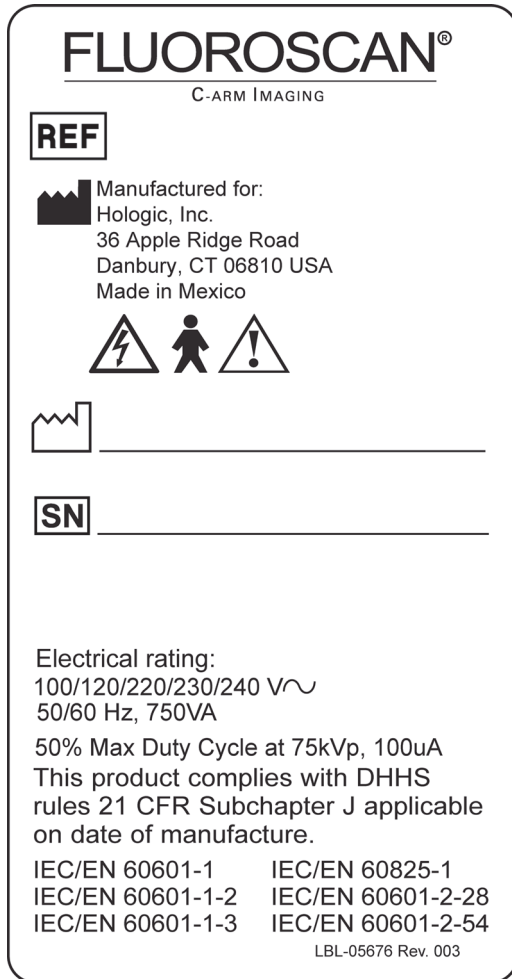 FLUOROSCAN®
C-ARM IMAGING
REF
Manufactured for:
Hologic, Inc.
36 Apple Ridge Road
Danbury, CT 06810 USA
Made in Mexico
SN
Electrical rating:
100/120/220/230/240 V~
50/60 Hz, 750VA
50% Max Duty Cycle at 75kVp, 100uA
This product complies with DHHS
rules 21 CFR Subchapter J applicable
on date of manufacture.
IEC/EN 60601-1 IEC/EN 60825-1
IEC/EN 60601-1-2 IEC/EN 60601-2-28
IEC/EN 60601-1-3 IEC/EN 60601-2-54
LBL-05676 Rev. 003